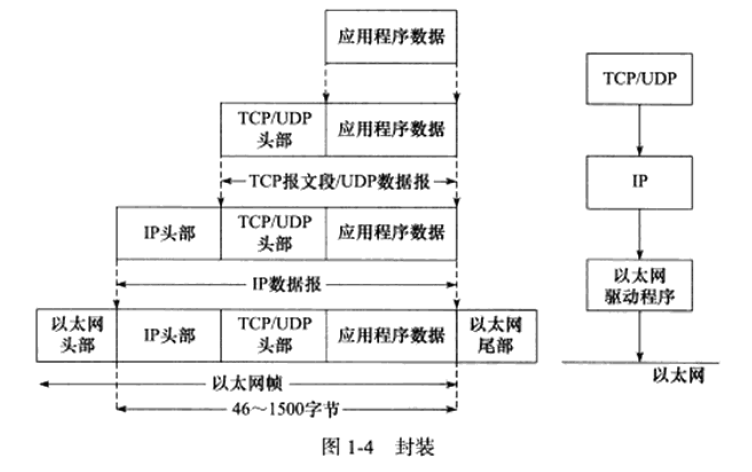 应用程序数据
TCP/UDP
TCP/UDP
头部
应用程序数据
TCP报文段/UDP数据报
IP
IP头部
TCP/UDP
头部
应用程序数据
IP数据报
以太网
驱动程序
以太网
头部
IP头部
TCP/UDP
头部
应用程序数据
以太网
尾部
以太网
以太网帧
46～1500字节
图 1-4 封装